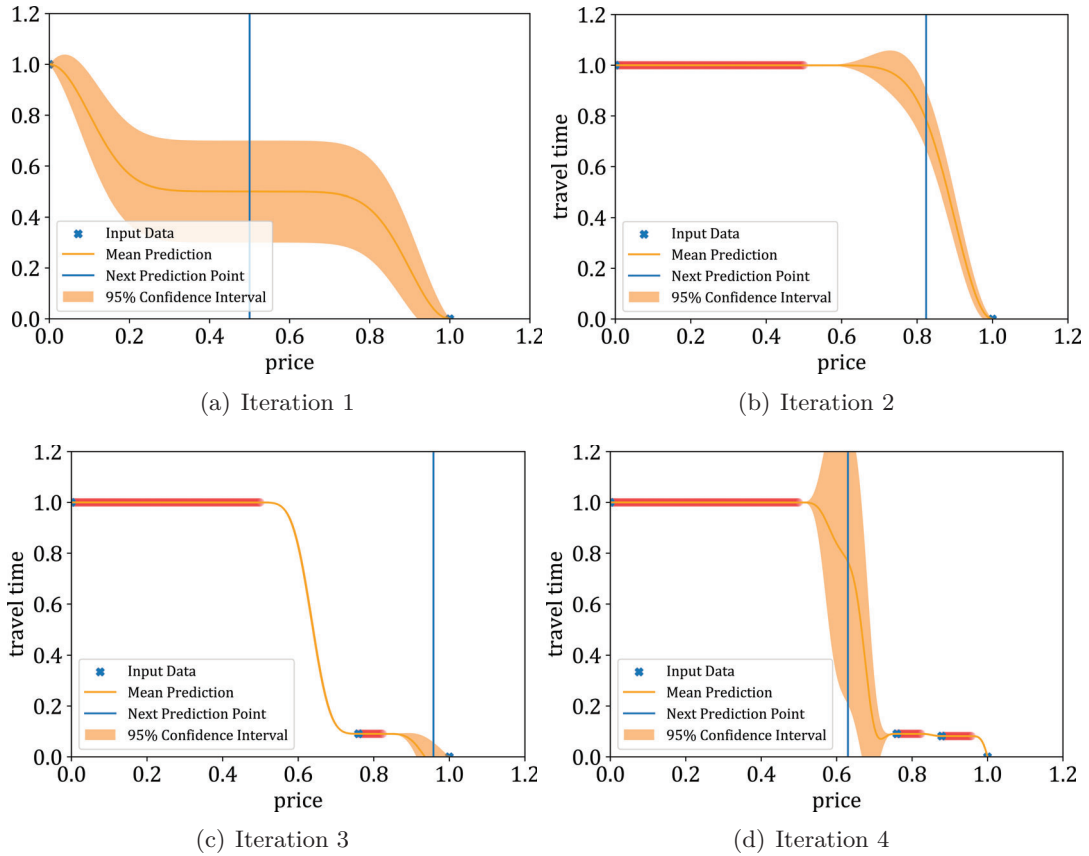 1.2
1.0
0.8
0.6
0.4
0.2
0.0
Input Data
Mean Prediction
Next Prediction Point
95% Confidence Interval
0.0 0.2 0.4 0.6 0.8 1.0 1.2
price
(a) Iteration 1
1.2
1.0
0.8
0.6
0.4
0.2
0.0
travel time
Input Data
Mean Prediction
Next Prediction Point
95% Confidence Interval
0.0 0.2 0.4 0.6 0.8 1.0 1.2
price
(b) Iteration 2
1.2
1.0
0.8
0.6
0.4
0.2
0.0
travel time
Input Data
Mean Prediction
Next Prediction Point
95% Confidence Interval
0.0 0.2 0.4 0.6 0.8 1.0 1.2
price
(c) Iteration 3
1.2
1.0
0.8
0.6
0.4
0.2
0.0
travel time
Input Data
Mean Prediction
Next Prediction Point
95% Confidence Interval
0.0 0.2 0.4 0.6 0.8 1.0 1.2
price
(d) Iteration 4